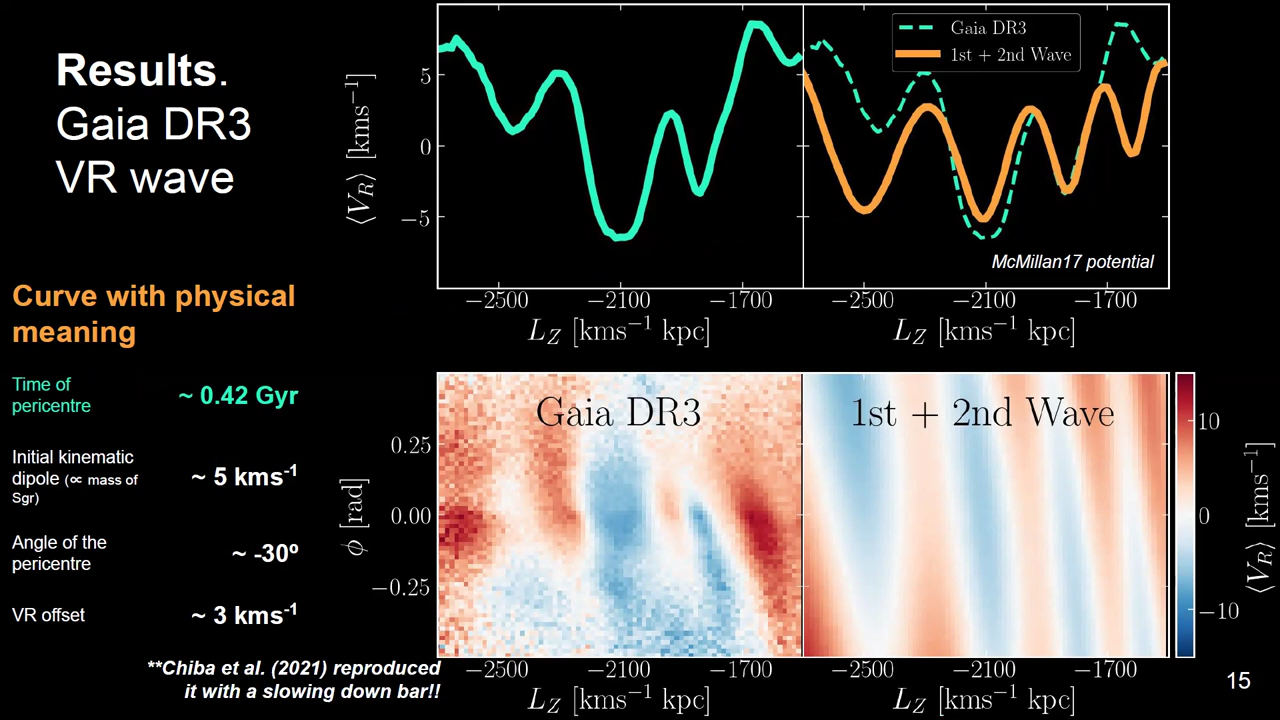 Results.
Gaia DR3
VR wave
Curve with physical
meaning
Time of
pericentre
~ 0.42 Gyr
Initial kinematic
dipole (∝ mass of
Sgr)
~ 5 kms⁻¹
Angle of the
pericentre
~ -30º
VR offset
~ 3 kms⁻¹
**Chiba et al. (2021) reproduced
it with a slowing down bar!!
⟨V_R⟩ [kms⁻¹]
5
0
−5
−2500 −2100 −1700
L_Z [kms⁻¹ kpc]
Gaia DR3
1st + 2nd Wave
McMillan17 potential
−2500 −2100 −1700
L_Z [kms⁻¹ kpc]
Gaia DR3
ϕ [rad]
0.25
0.00
−0.25
−2500 −2100 −1700
L_Z [kms⁻¹ kpc]
1st + 2nd Wave
−2500 −2100 −1700
L_Z [kms⁻¹ kpc]
10
0
−10
⟨V_R⟩ [kms⁻¹]
15